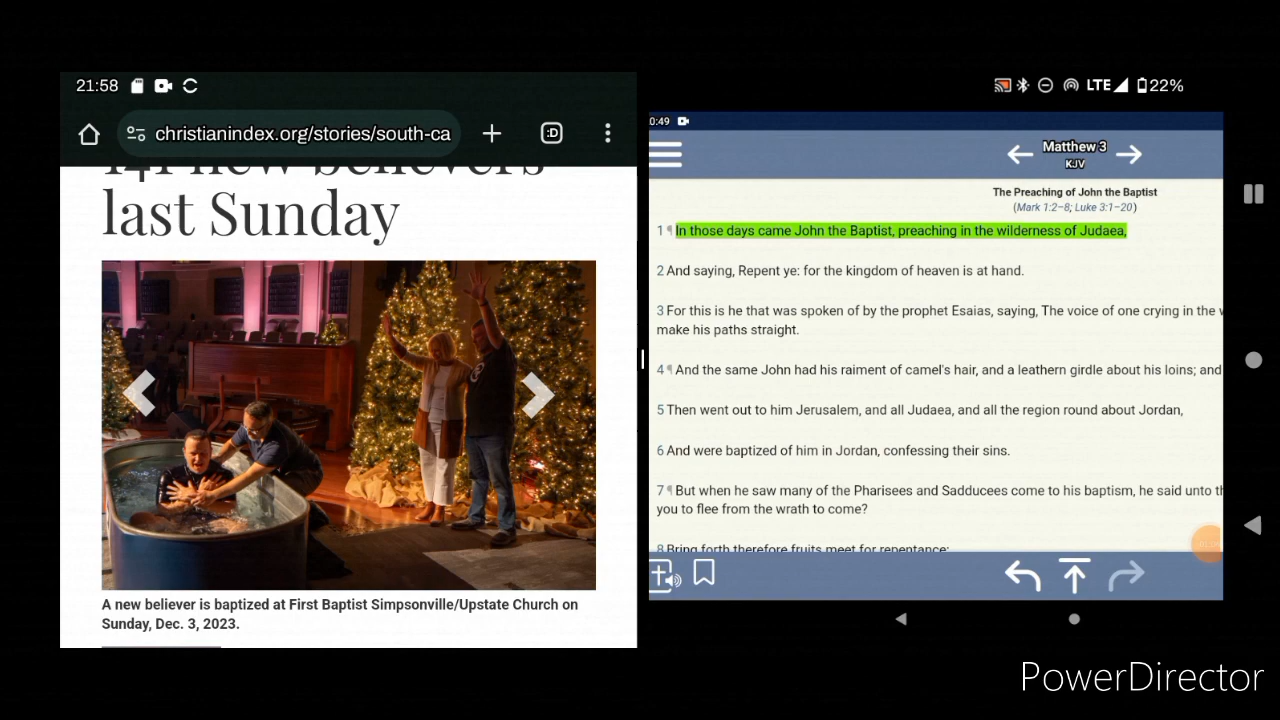 21:58
christianindex.org/stories/south-ca
:D
141 new believers
last Sunday
A new believer is baptized at First Baptist Simpsonville/Upstate Church on
Sunday, Dec. 3, 2023.
LTE 22%
0:49
Matthew 3
KJV
The Preaching of John the Baptist
(Mark 1:2–8; Luke 3:1–20)
1 ¶ In those days came John the Baptist, preaching in the wilderness of Judaea,
2 And saying, Repent ye: for the kingdom of heaven is at hand.
3 For this is he that was spoken of by the prophet Esaias, saying, The voice of one crying in the
make his paths straight.
4 ¶ And the same John had his raiment of camel's hair, and a leathern girdle about his loins; and
5 Then went out to him Jerusalem, and all Judaea, and all the region round about Jordan,
6 And were baptized of him in Jordan, confessing their sins.
7 ¶ But when he saw many of the Pharisees and Sadducees come to his baptism, he said unto
you to flee from the wrath to come?
8 Bring forth therefore fruits meet for repentance:
PowerDirector